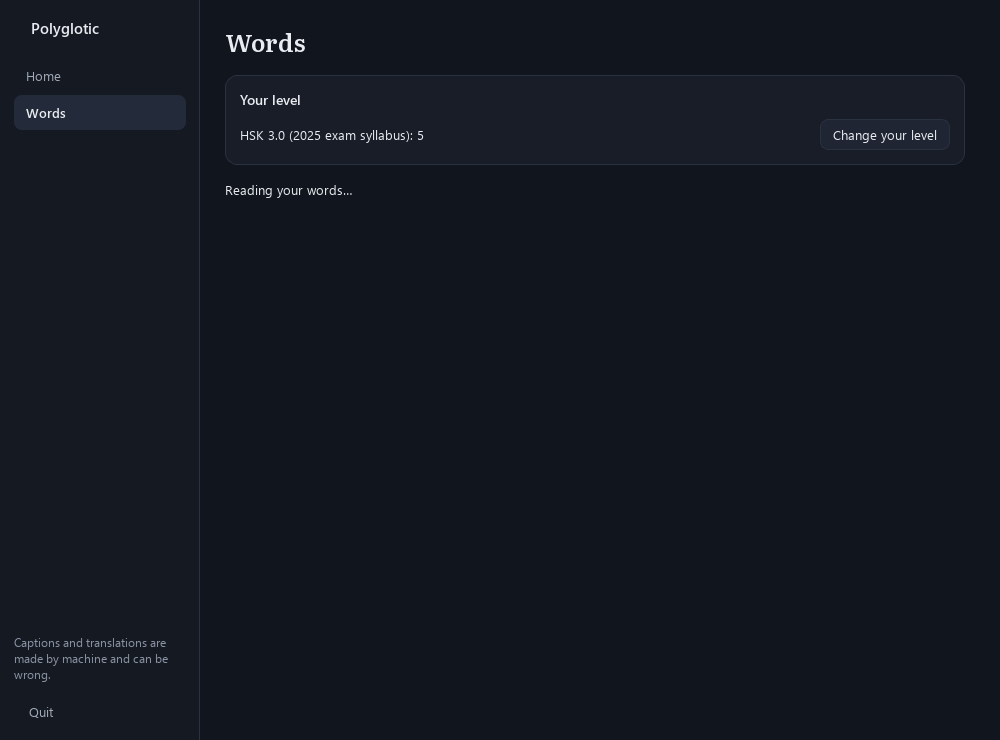 Polyglotic
Home
Words
Captions and translations are
made by machine and can be
wrong.
Quit
Words
Your level
HSK 3.0 (2025 exam syllabus): 5
Change your level
Reading your words...